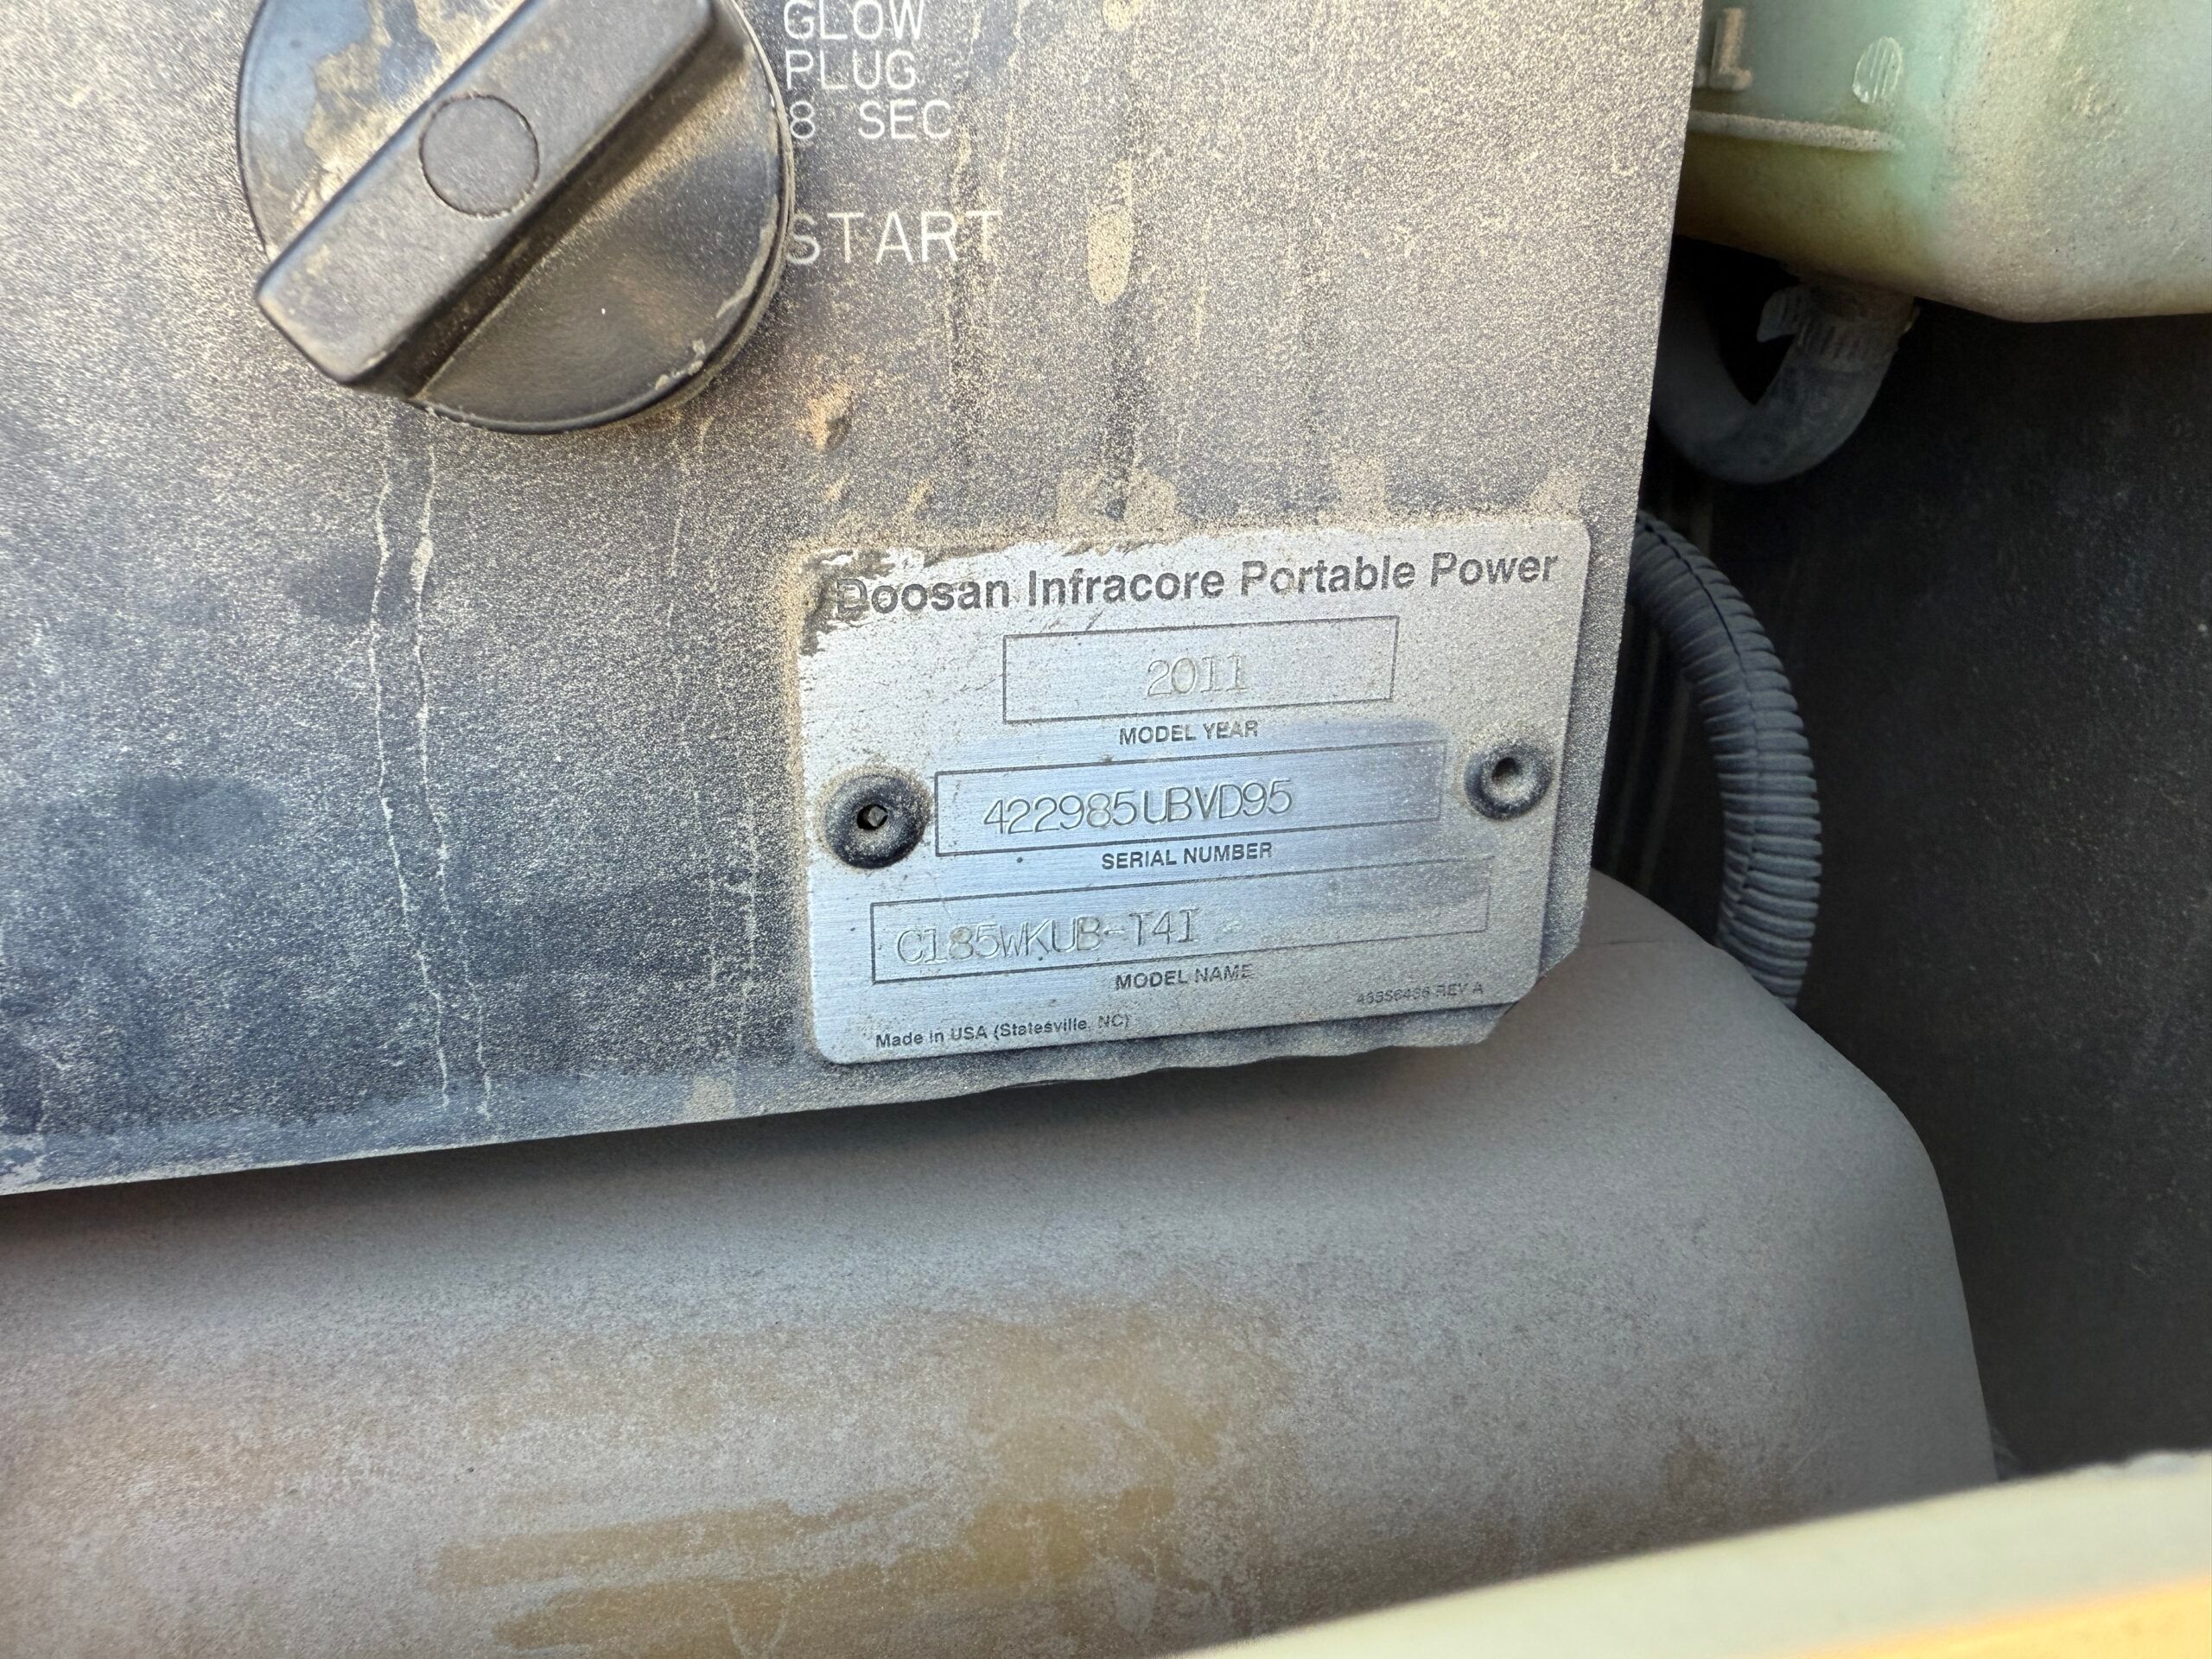 GLOW
PLUG
8 SEC
START
Doosan Infracore Portable Power
2011
MODEL YEAR
422985UBVD95
SERIAL NUMBER
C185WKUB-T4I
MODEL NAME
REV A
Made in USA (Statesville, NC)